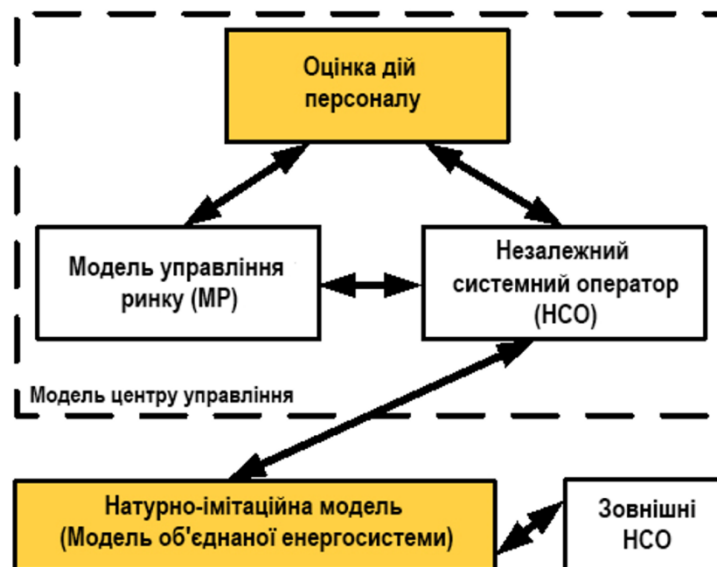 Оцінка дій
персоналу
Модель управління
ринку (МР)
Незалежний
системний оператор
(НСО)
Модель центру управління
Натурно-імітаційна модель
(Модель об'єднаної енергосистеми)
Зовнішні
НСО